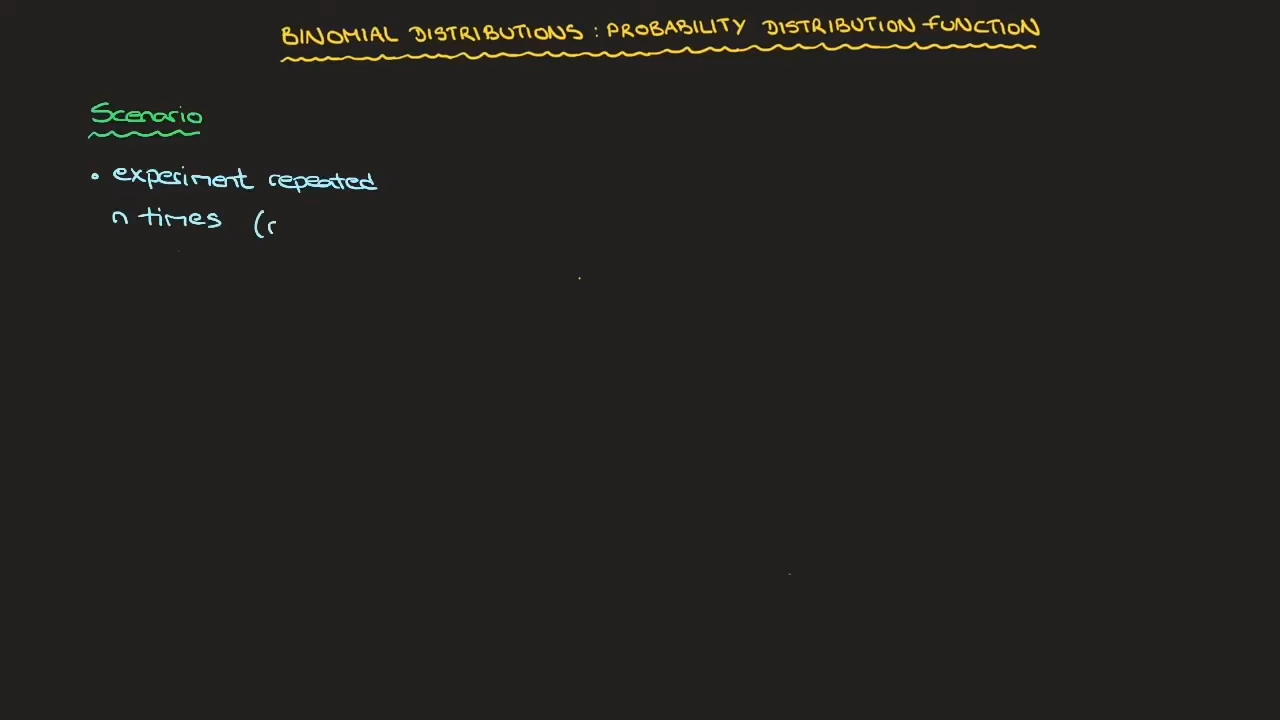 BINOMIAL DISTRIBUTIONS : PROBABILITY DISTRIBUTION FUNCTION
Scenario
• experiment repeated
n times (n